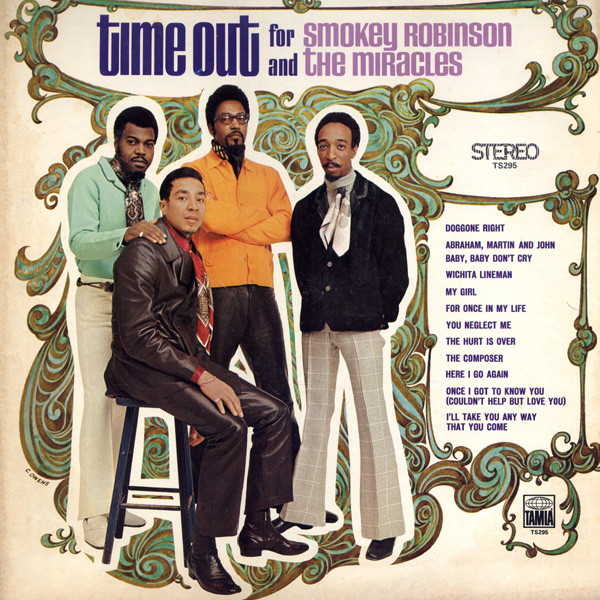 time out for smokey robinson
and the miracles
STEREO
TS295
DOGGONE RIGHT
ABRAHAM, MARTIN AND JOHN
BABY, BABY DON'T CRY
WICHITA LINEMAN
MY GIRL
FOR ONCE IN MY LIFE
YOU NEGLECT ME
THE HURT IS OVER
THE COMPOSER
HERE I GO AGAIN
ONCE I GOT TO KNOW YOU
(COULDN'T HELP BUT LOVE YOU)
I'LL TAKE YOU ANY WAY
THAT YOU COME
C.OWENS
TAMLA
TS295